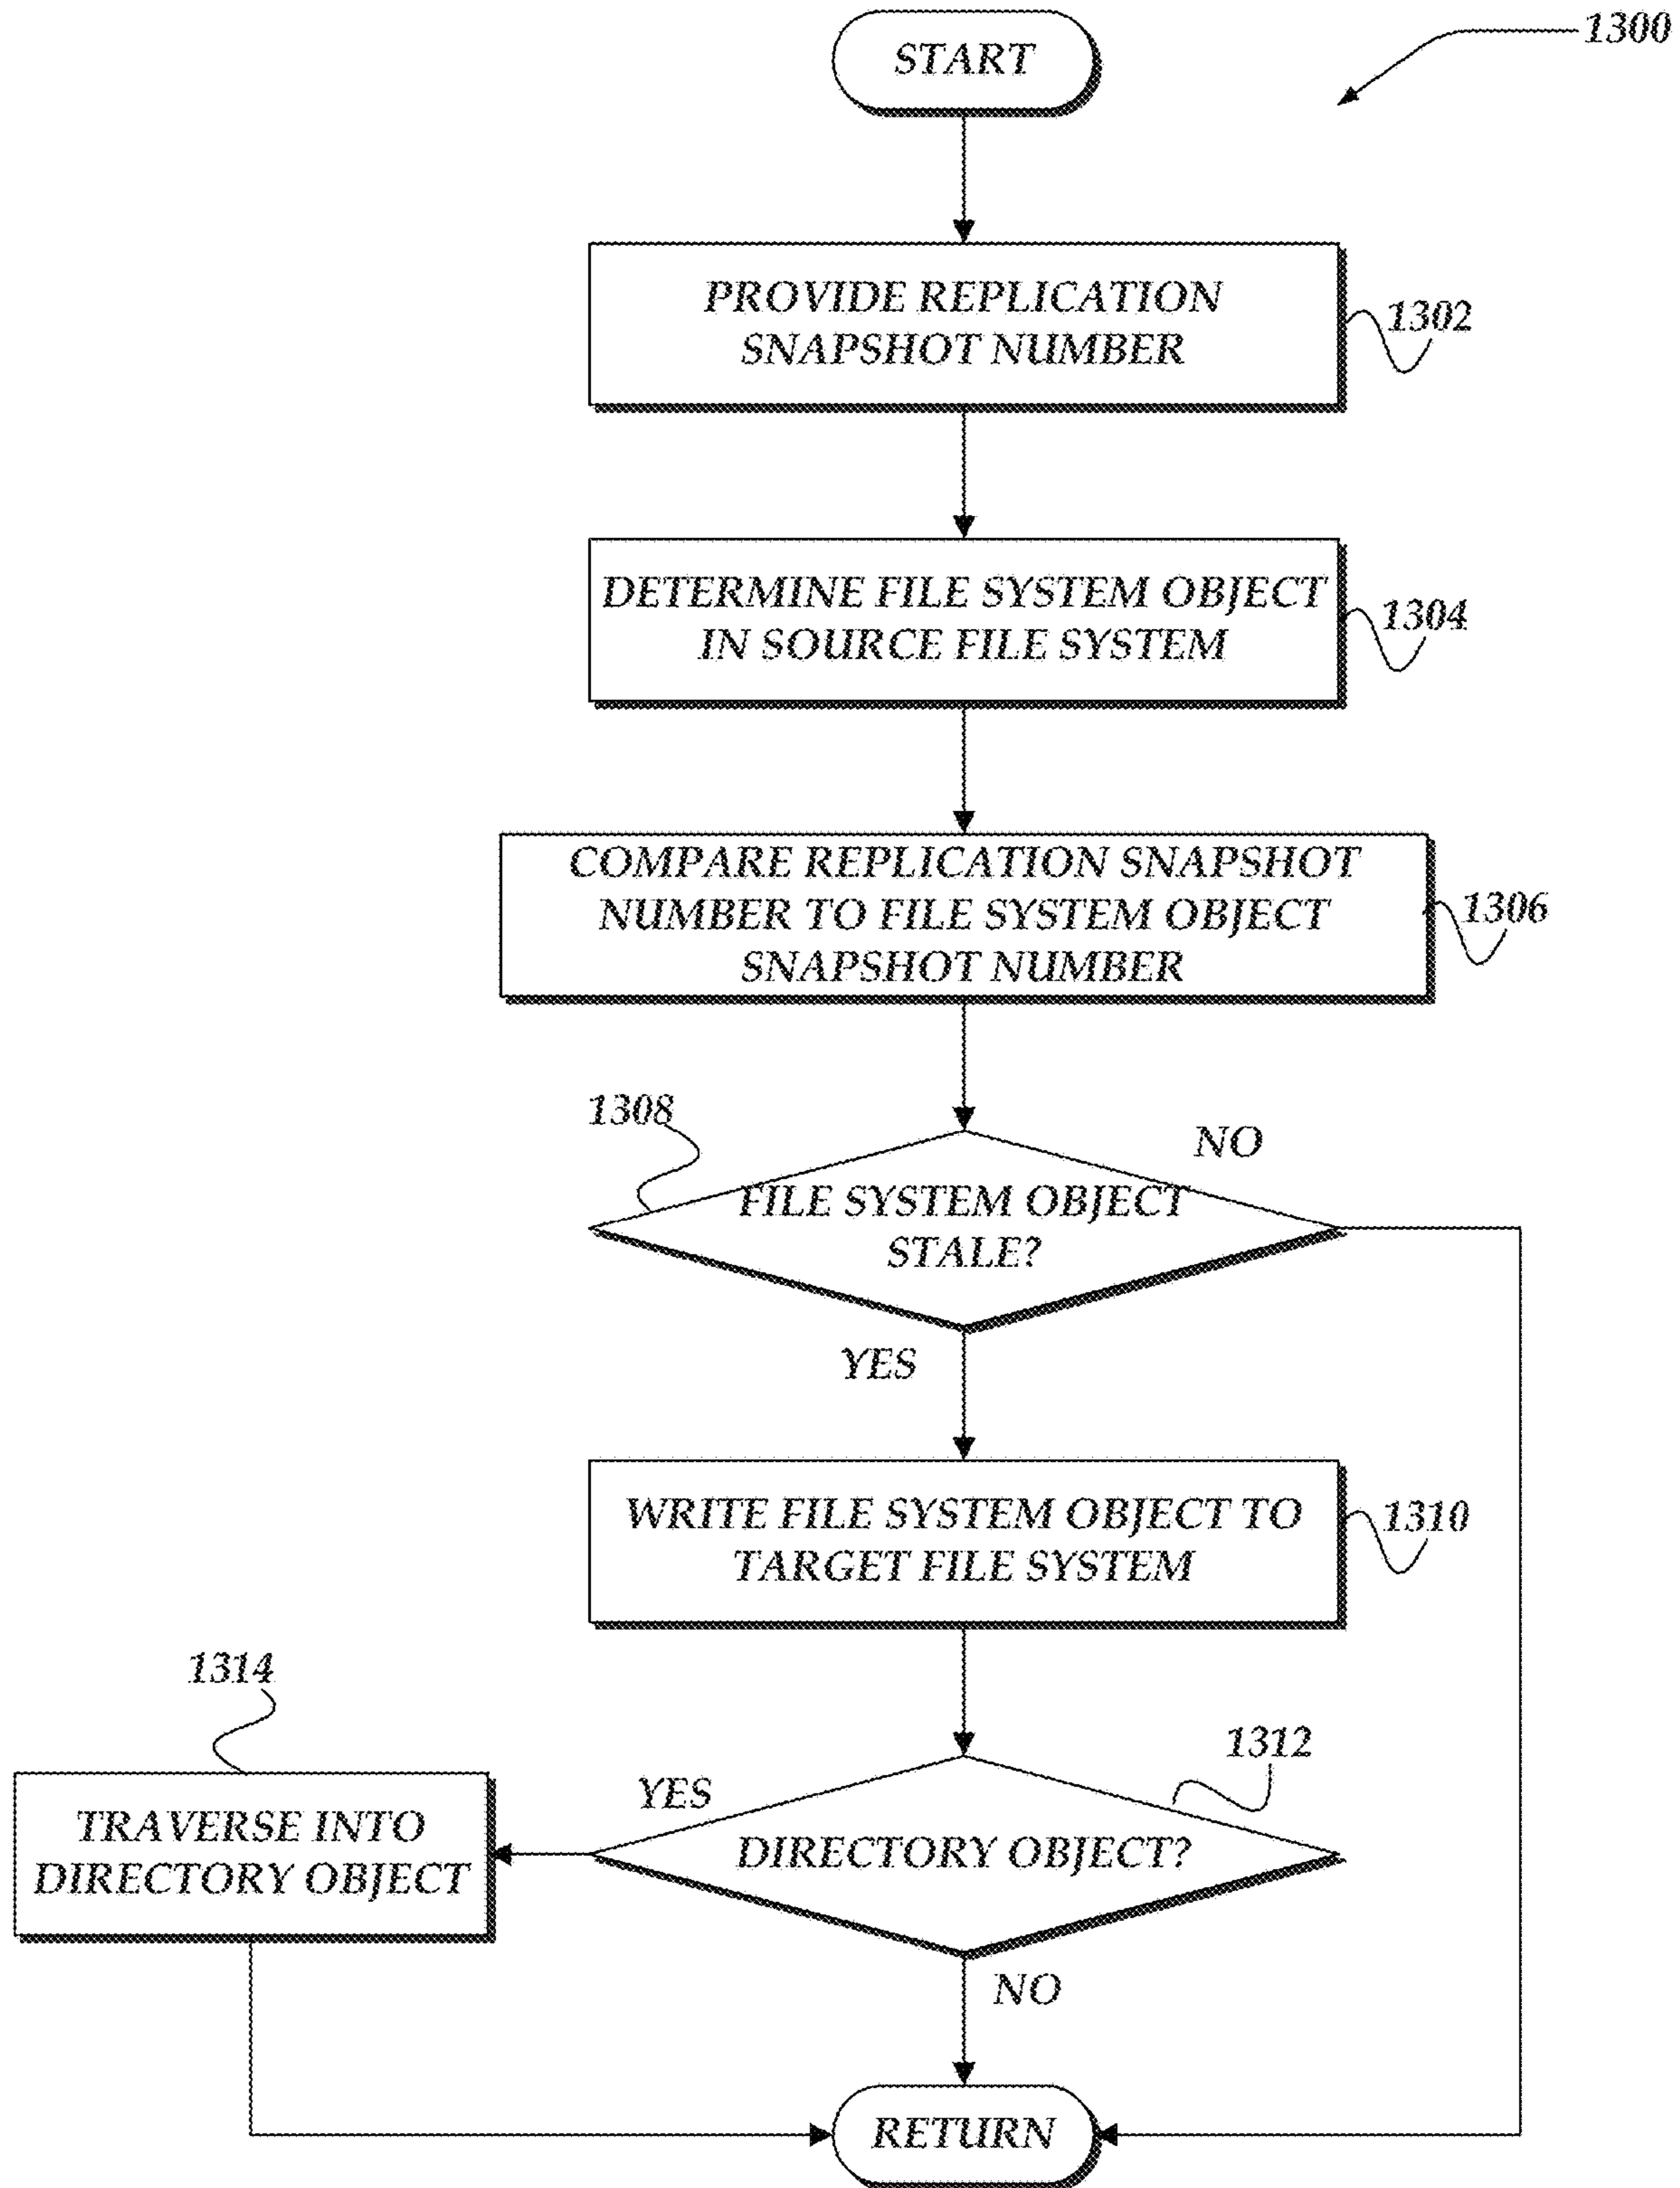 START
1300
PROVIDE REPLICATION
SNAPSHOT NUMBER
1302
DETERMINE FILE SYSTEM OBJECT
IN SOURCE FILE SYSTEM
1304
COMPARE REPLICATION SNAPSHOT
NUMBER TO FILE SYSTEM OBJECT
SNAPSHOT NUMBER
1306
1308
NO
FILE SYSTEM OBJECT
STALE?
YES
WRITE FILE SYSTEM OBJECT TO
TARGET FILE SYSTEM
1310
1314
1312
YES
TRAVERSE INTO
DIRECTORY OBJECT
DIRECTORY OBJECT?
NO
RETURN